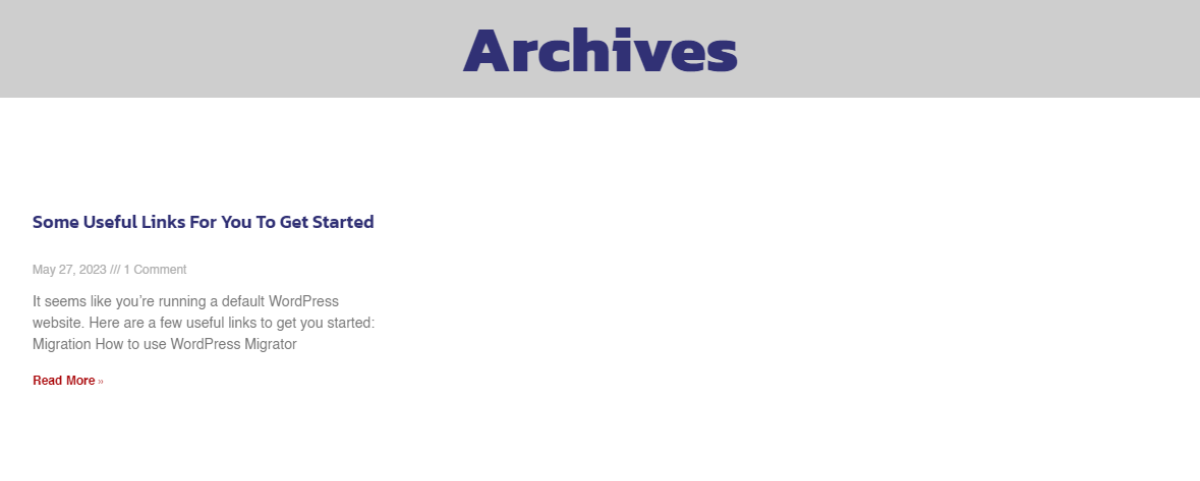 Archives
Some Useful Links For You To Get Started
May 27, 2023 /// 1 Comment
It seems like you’re running a default WordPress
website. Here are a few useful links to get you started:
Migration How to use WordPress Migrator
Read More »